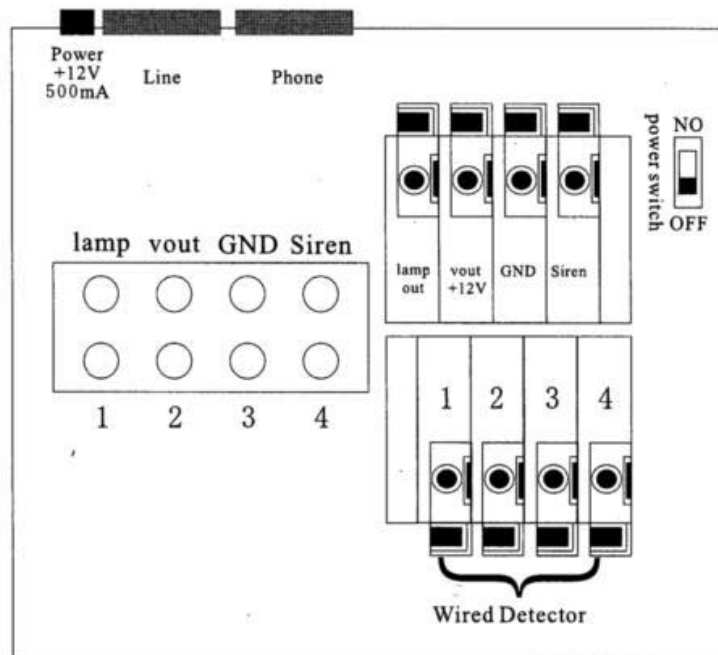 Power
+12V
500mA
Line
Phone
power switch
NO
OFF
lamp vout GND Siren
lamp
out
vout
+12V
GND
Siren
1 2 3 4
1 2 3 4
Wired Detector